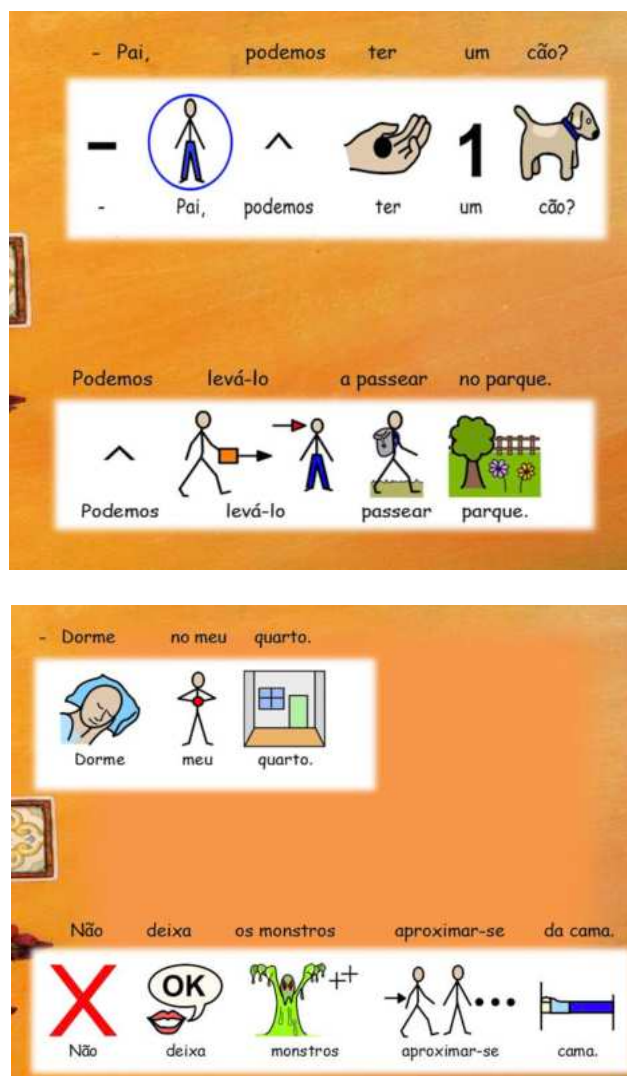 - Pai, podemos ter um cão?
- 1
- Pai, podemos ter um cão?
Podemos levá-lo a passear no parque.
^ ^
Podemos levá-lo passear parque.
- Dorme no meu quarto.
Dorme meu quarto.
Não deixa os monstros aproximar-se da cama.
OK
Não deixa monstros aproximar-se cama.